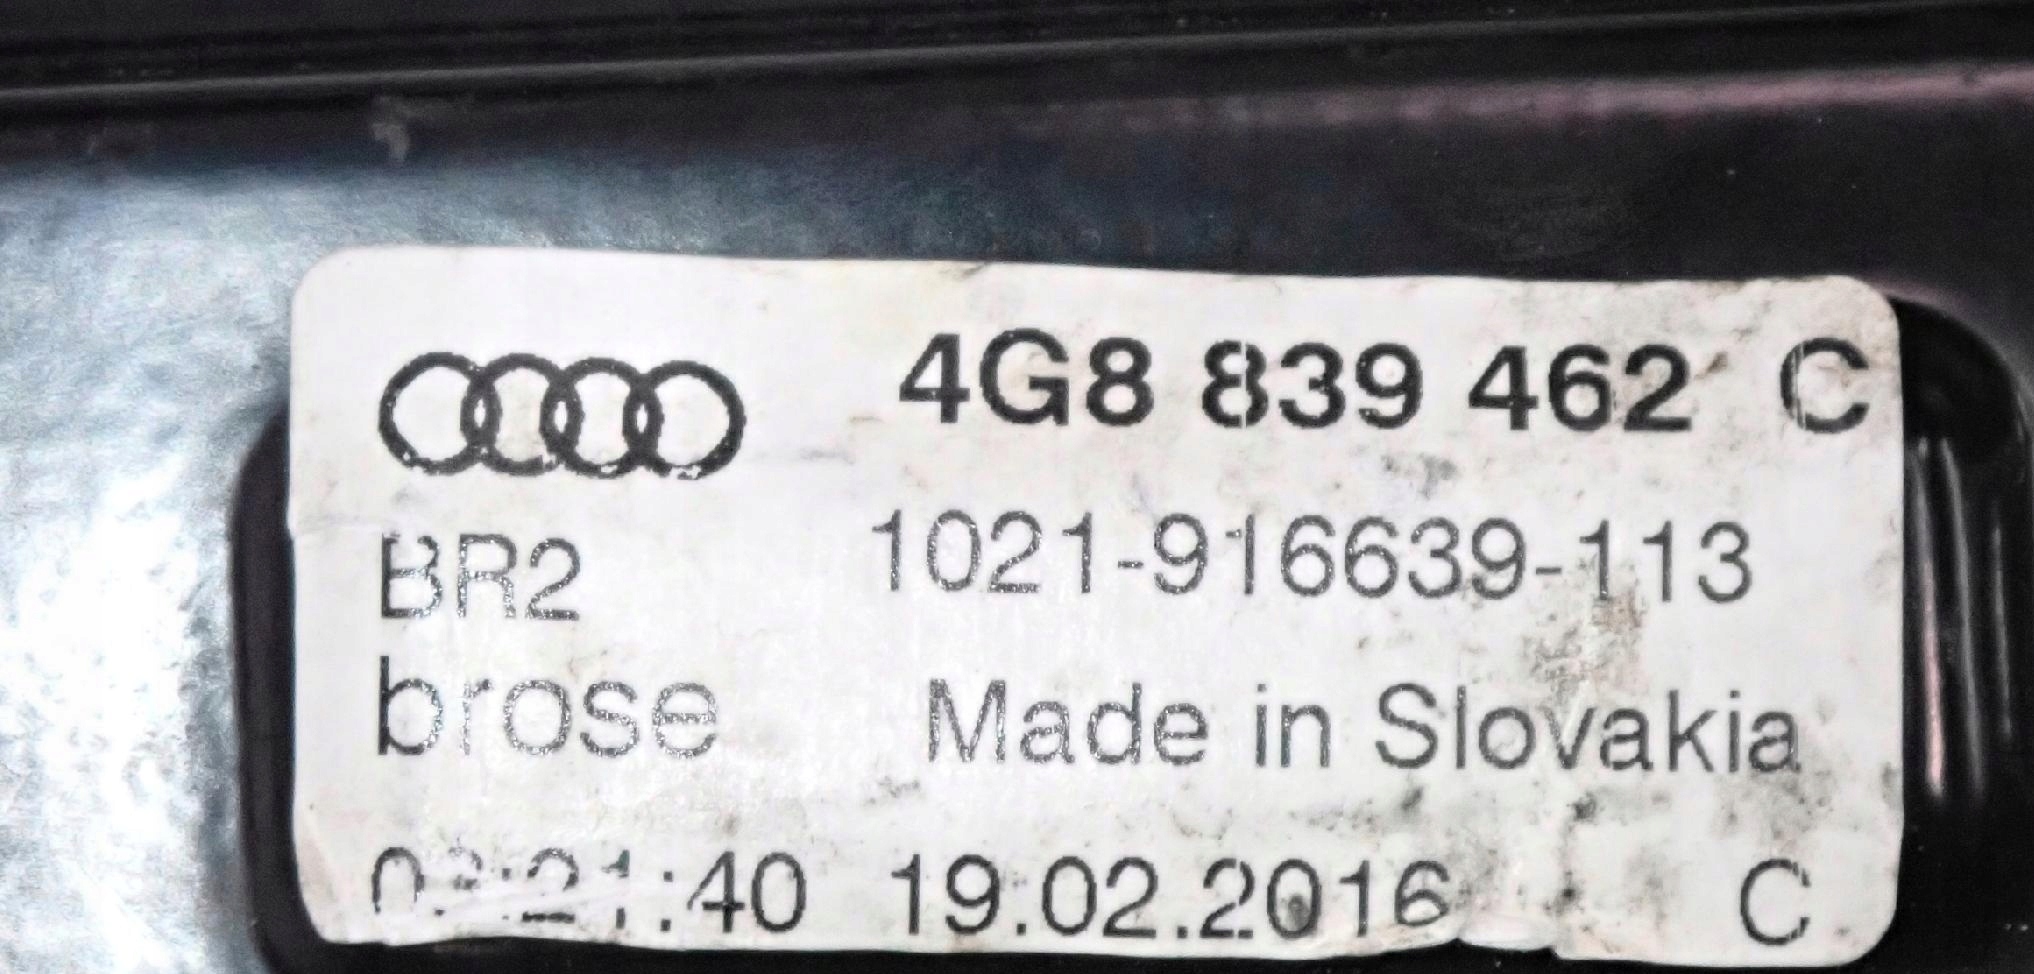 4G8 839 462 C
BR2 1021-916639-113
brose Made in Slovakia
19.02.2016 C